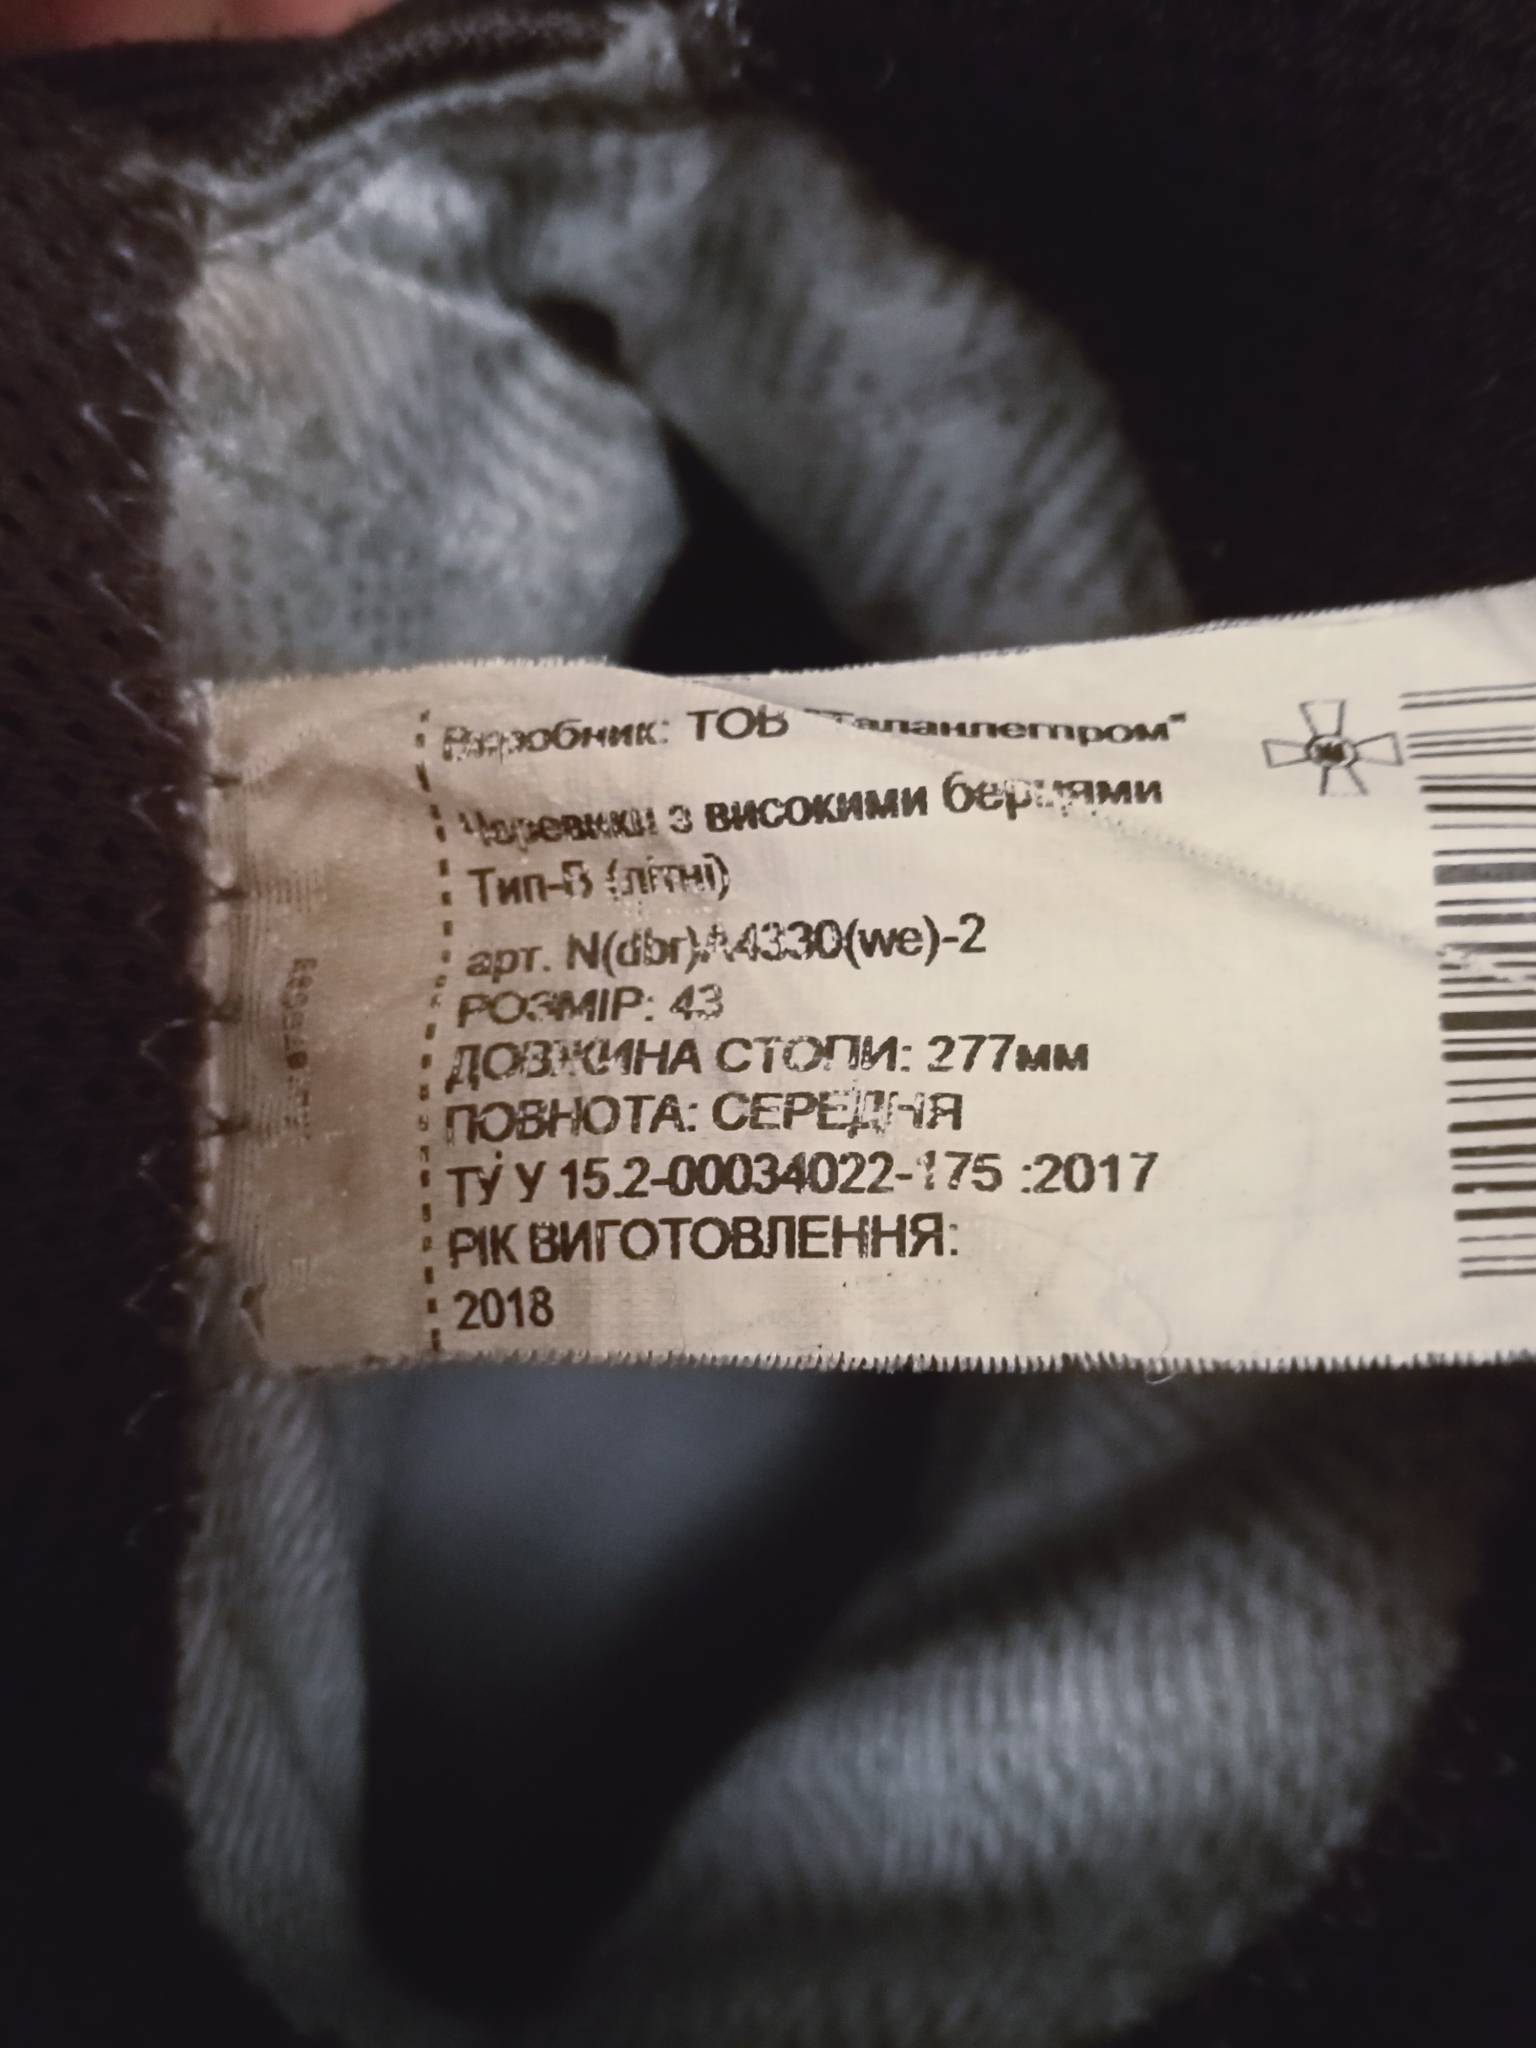 Виробник: ТОВ "Таланлегпром"
Черевики з високими берцями
Тип-В (літні)
арт. N(dbr)A4330(we)-2
РОЗМІР: 43
ДОВЖИНА СТОПИ: 277мм
ПОВНОТА: СЕРЕДНЯ
ТУ У 15.2-00034022-175 :2017
РІК ВИГОТОВЛЕННЯ:
2018